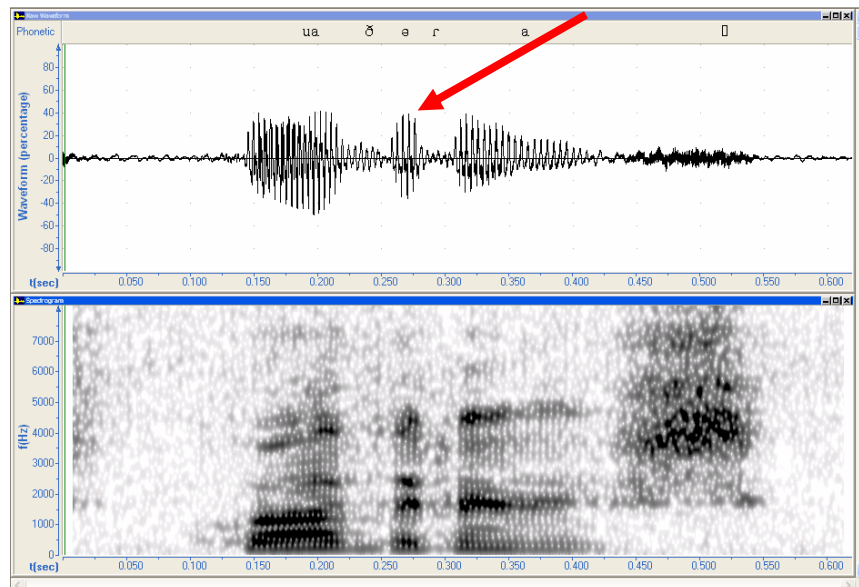 Raw Waveform
Phonetic ua ð ə ɾ a ▯
80
60
40
20
0
-20
-40
-60
-80
Waveform (percentage)
t(sec) 0.050 0.100 0.150 0.200 0.250 0.300 0.350 0.400 0.450 0.500 0.550 0.600
Spectrogram
7000
6000
5000
4000
3000
2000
1000
0
f(Hz)
t(sec) 0.050 0.100 0.150 0.200 0.250 0.300 0.350 0.400 0.450 0.500 0.550 0.600